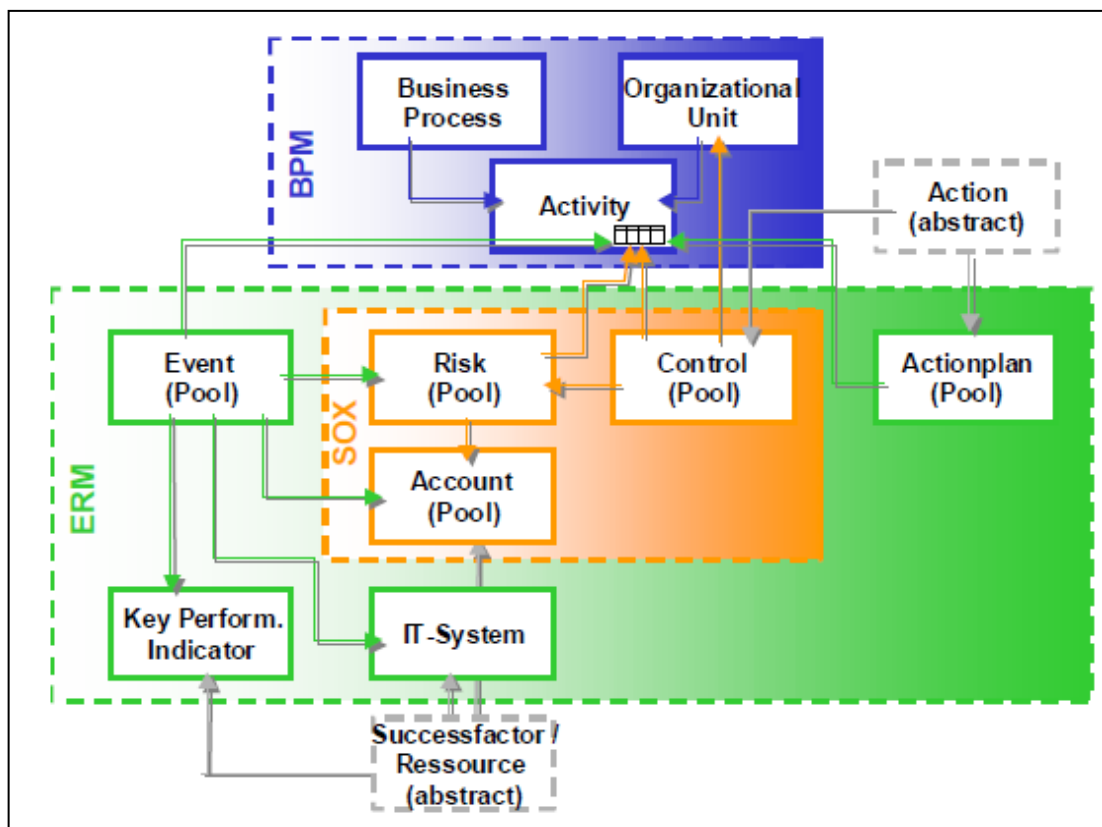 BPM
Business
Process
Organizational
Unit
Activity
Action
(abstract)
ERM
SOX
Event
(Pool)
Risk
(Pool)
Control
(Pool)
Actionplan
(Pool)
Account
(Pool)
Key Perform.
Indicator
IT-System
Successfactor /
Ressource
(abstract)